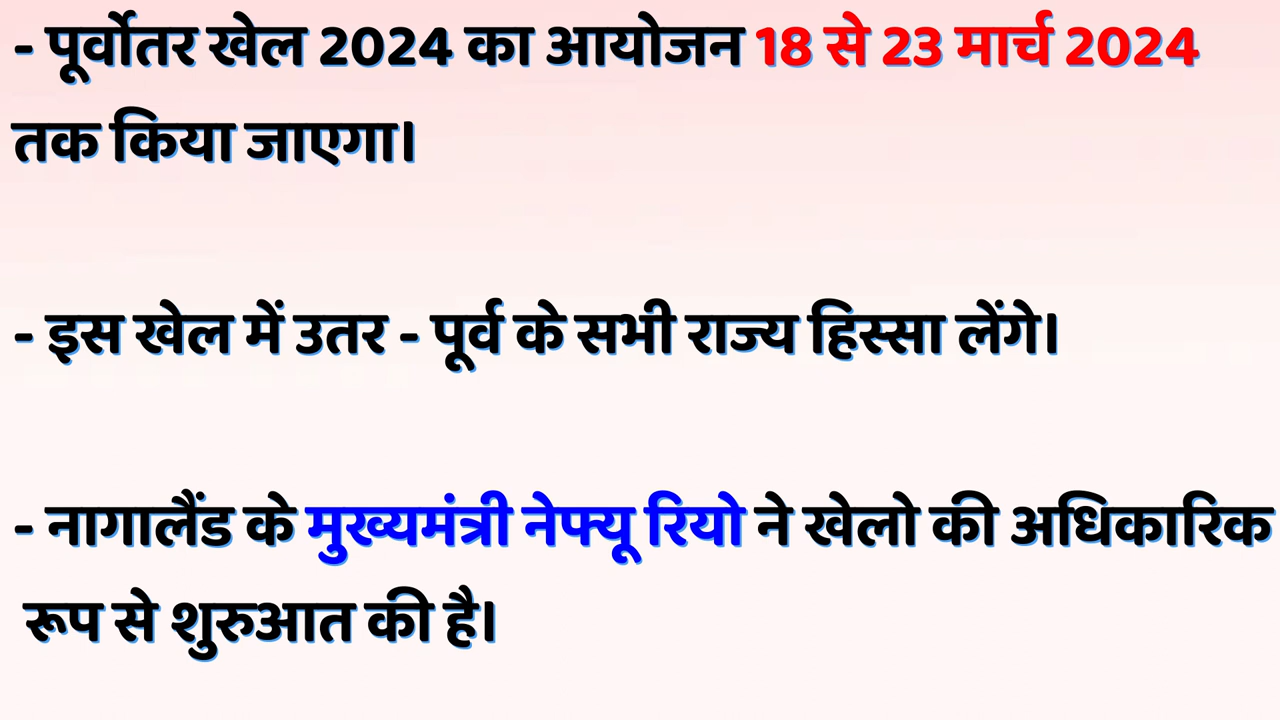 - पूर्वोतर खेल 2024 का आयोजन 18 से 23 मार्च 2024
तक किया जाएगा।
- इस खेल में उतर - पूर्व के सभी राज्य हिस्सा लेंगे।
- नागालैंड के मुख्यमंत्री नेफ्यू रियो ने खेलो की अधिकारिक
रूप से शुरुआत की है।